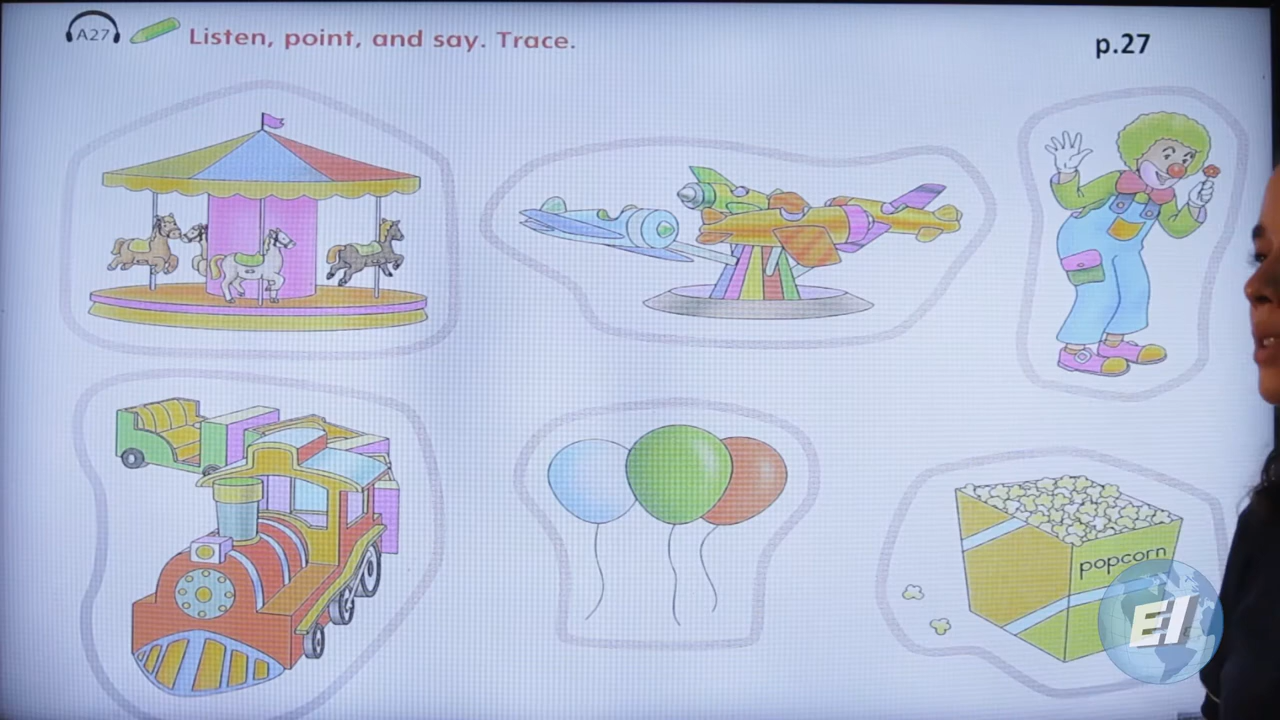 A27 Listen, point, and say. Trace. p.27
popcorn
EI